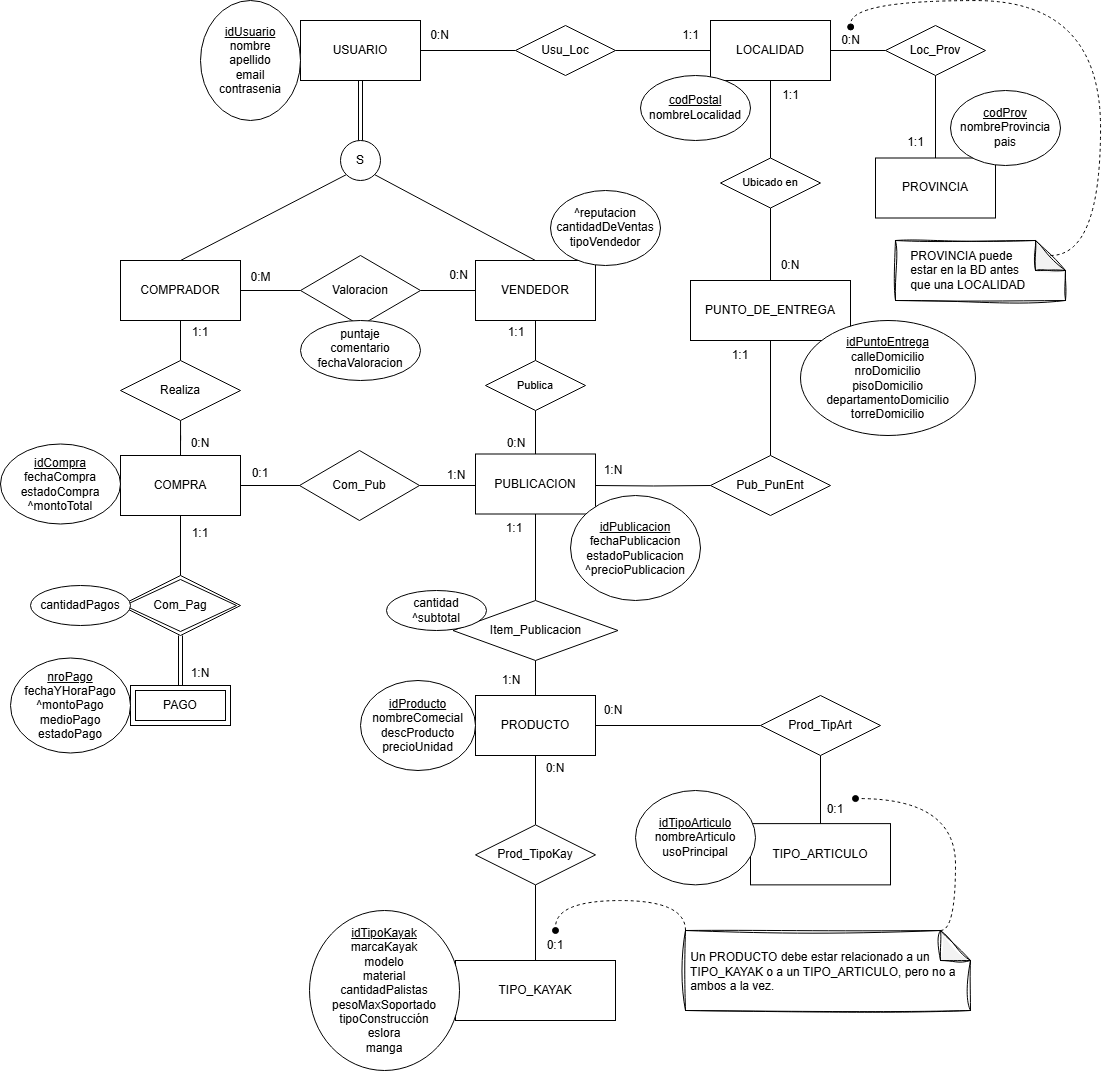 idUsuario
nombre
apellido
email
contrasenia
USUARIO
0:N
Usu_Loc
1:1
LOCALIDAD
0:N
Loc_Prov
codPostal
nombreLocalidad
1:1
codProv
nombreProvincia
pais
1:1
PROVINCIA
S
Ubicado en
^reputacion
cantidadDeVentas
tipoVendedor
PROVINCIA puede
estar en la BD antes
que una LOCALIDAD
0:N
COMPRADOR
0:M
Valoracion
0:N
VENDEDOR
PUNTO_DE_ENTREGA
1:1
puntaje
comentario
fechaValoracion
1:1
1:1
idPuntoEntrega
calleDomicilio
nroDomicilio
pisoDomicilio
departamentoDomicilio
torreDomicilio
Realiza
Publica
0:N
0:N
idCompra
fechaCompra
estadoCompra
^montoTotal
COMPRA
0:1
Com_Pub
1:N
PUBLICACION
1:N
Pub_PunEnt
1:1
1:1
idPublicacion
fechaPublicacion
estadoPublicacion
^precioPublicacion
cantidadPagos
Com_Pag
cantidad
^subtotal
Item_Publicacion
1:N
1:N
nroPago
fechaYHoraPago
^montoPago
medioPago
estadoPago
PAGO
idProducto
nombreComecial
descProducto
precioUnidad
PRODUCTO
0:N
Prod_TipArt
0:N
0:1
idTipoArticulo
nombreArticulo
usoPrincipal
TIPO_ARTICULO
Prod_TipoKay
0:1
idTipoKayak
marcaKayak
modelo
material
cantidadPalistas
pesoMaxSoportado
tipoConstrucción
eslora
manga
TIPO_KAYAK
Un PRODUCTO debe estar relacionado a un
TIPO_KAYAK o a un TIPO_ARTICULO, pero no a
ambos a la vez.